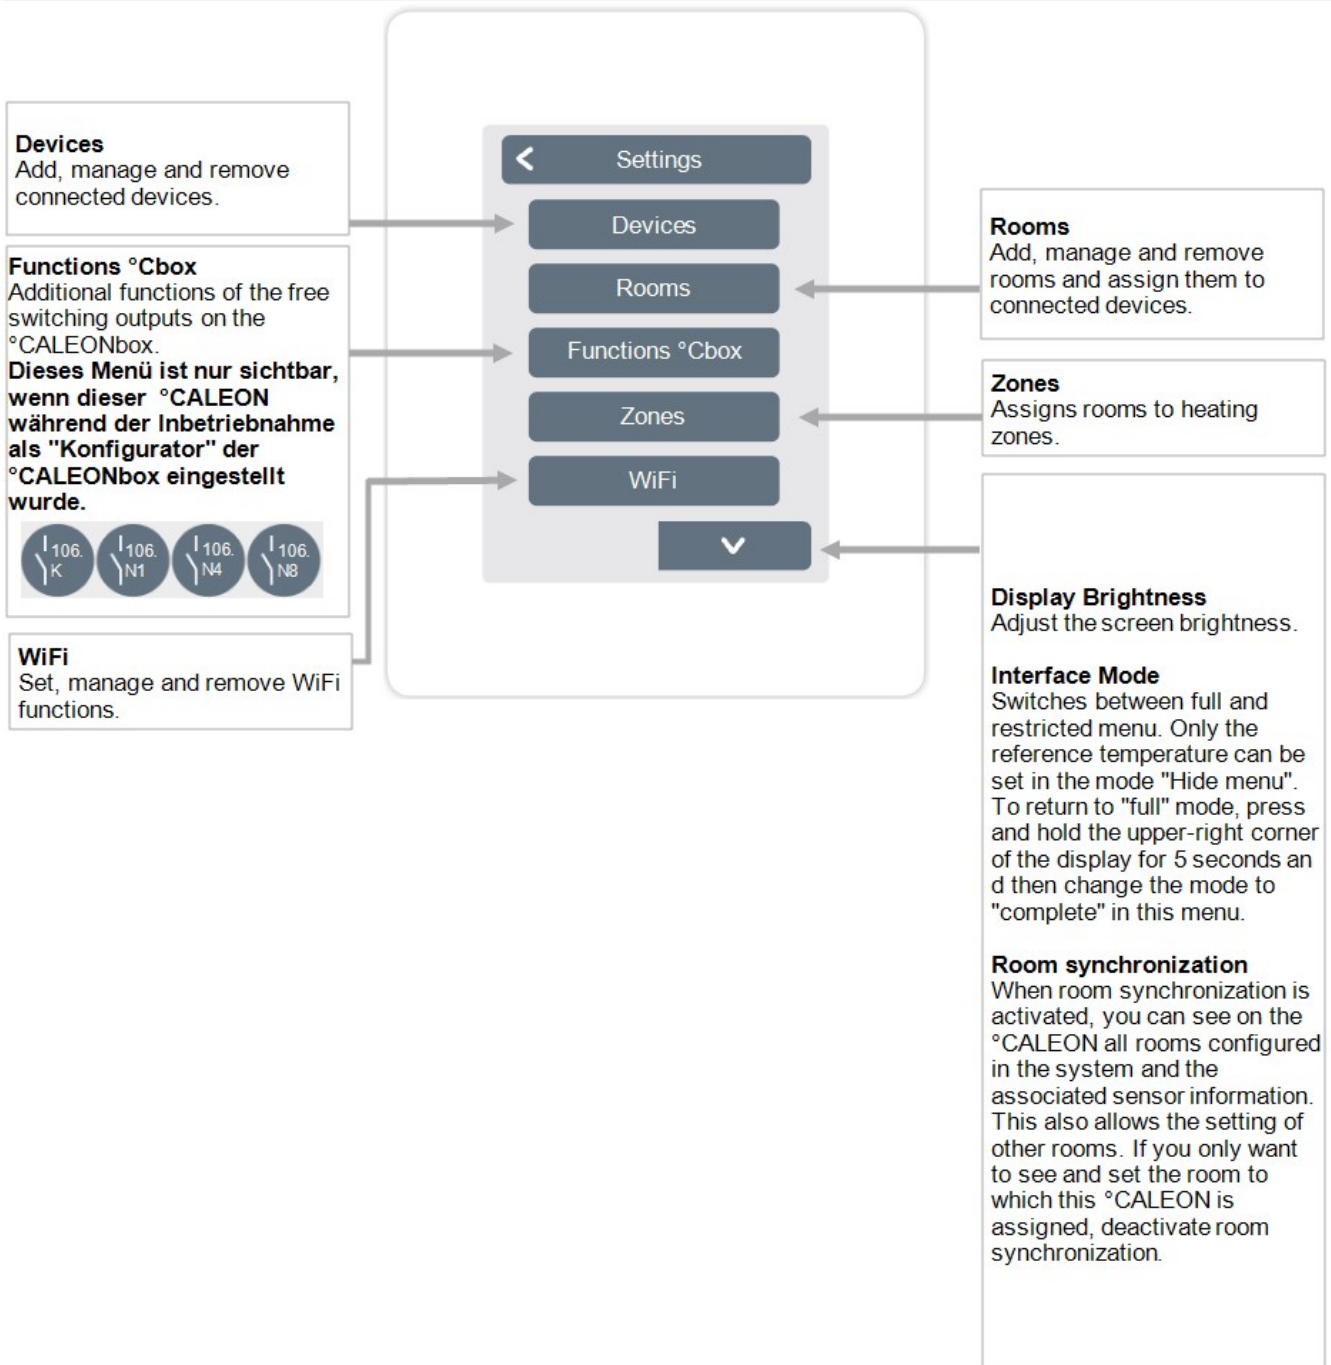 Devices
Add, manage and remove
connected devices.
Functions °Cbox
Additional functions of the free
switching outputs on the
°CALEONbox.
Dieses Menü ist nur sichtbar,
wenn dieser °CALEON
während der Inbetriebnahme
als "Konfigurator" der
°CALEONbox eingestellt
wurde.
106.
K
106.
N1
106.
N4
106.
N8
WiFi
Set, manage and remove WiFi
functions.
Settings
Devices
Rooms
Functions °Cbox
Zones
WiFi
Rooms
Add, manage and remove
rooms and assign them to
connected devices.
Zones
Assigns rooms to heating
zones.
Display Brightness
Adjust the screen brightness.
Interface Mode
Switches between full and
restricted menu. Only the
reference temperature can be
set in the mode "Hide menu".
To return to "full" mode, press
and hold the upper-right corner
of the display for 5 seconds an
d then change the mode to
"complete" in this menu.
Room synchronization
When room synchronization is
activated, you can see on the
°CALEON all rooms configured
in the system and the
associated sensor information.
This also allows the setting of
other rooms. If you only want
to see and set the room to
which this °CALEON is
assigned, deactivate room
synchronization.